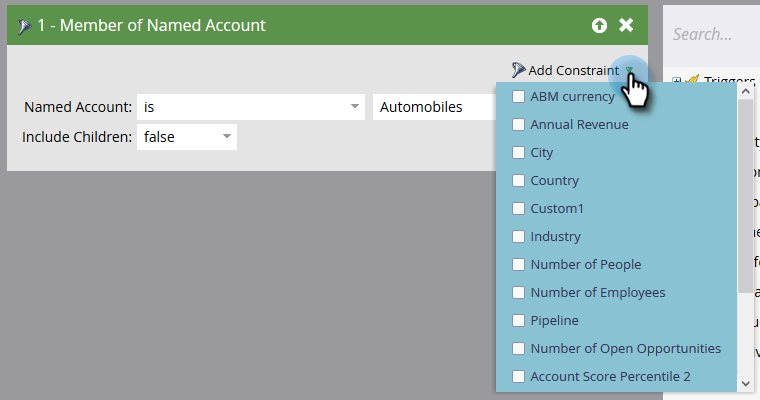 1 - Member of Named Account
Search...
Add Constraint
Triggers
Named Account: is Automobiles
Include Children: false
ABM currency
Annual Revenue
City
Country
Custom1
Industry
Number of People
Number of Employees
Pipeline
Number of Open Opportunities
Account Score Percentile 2